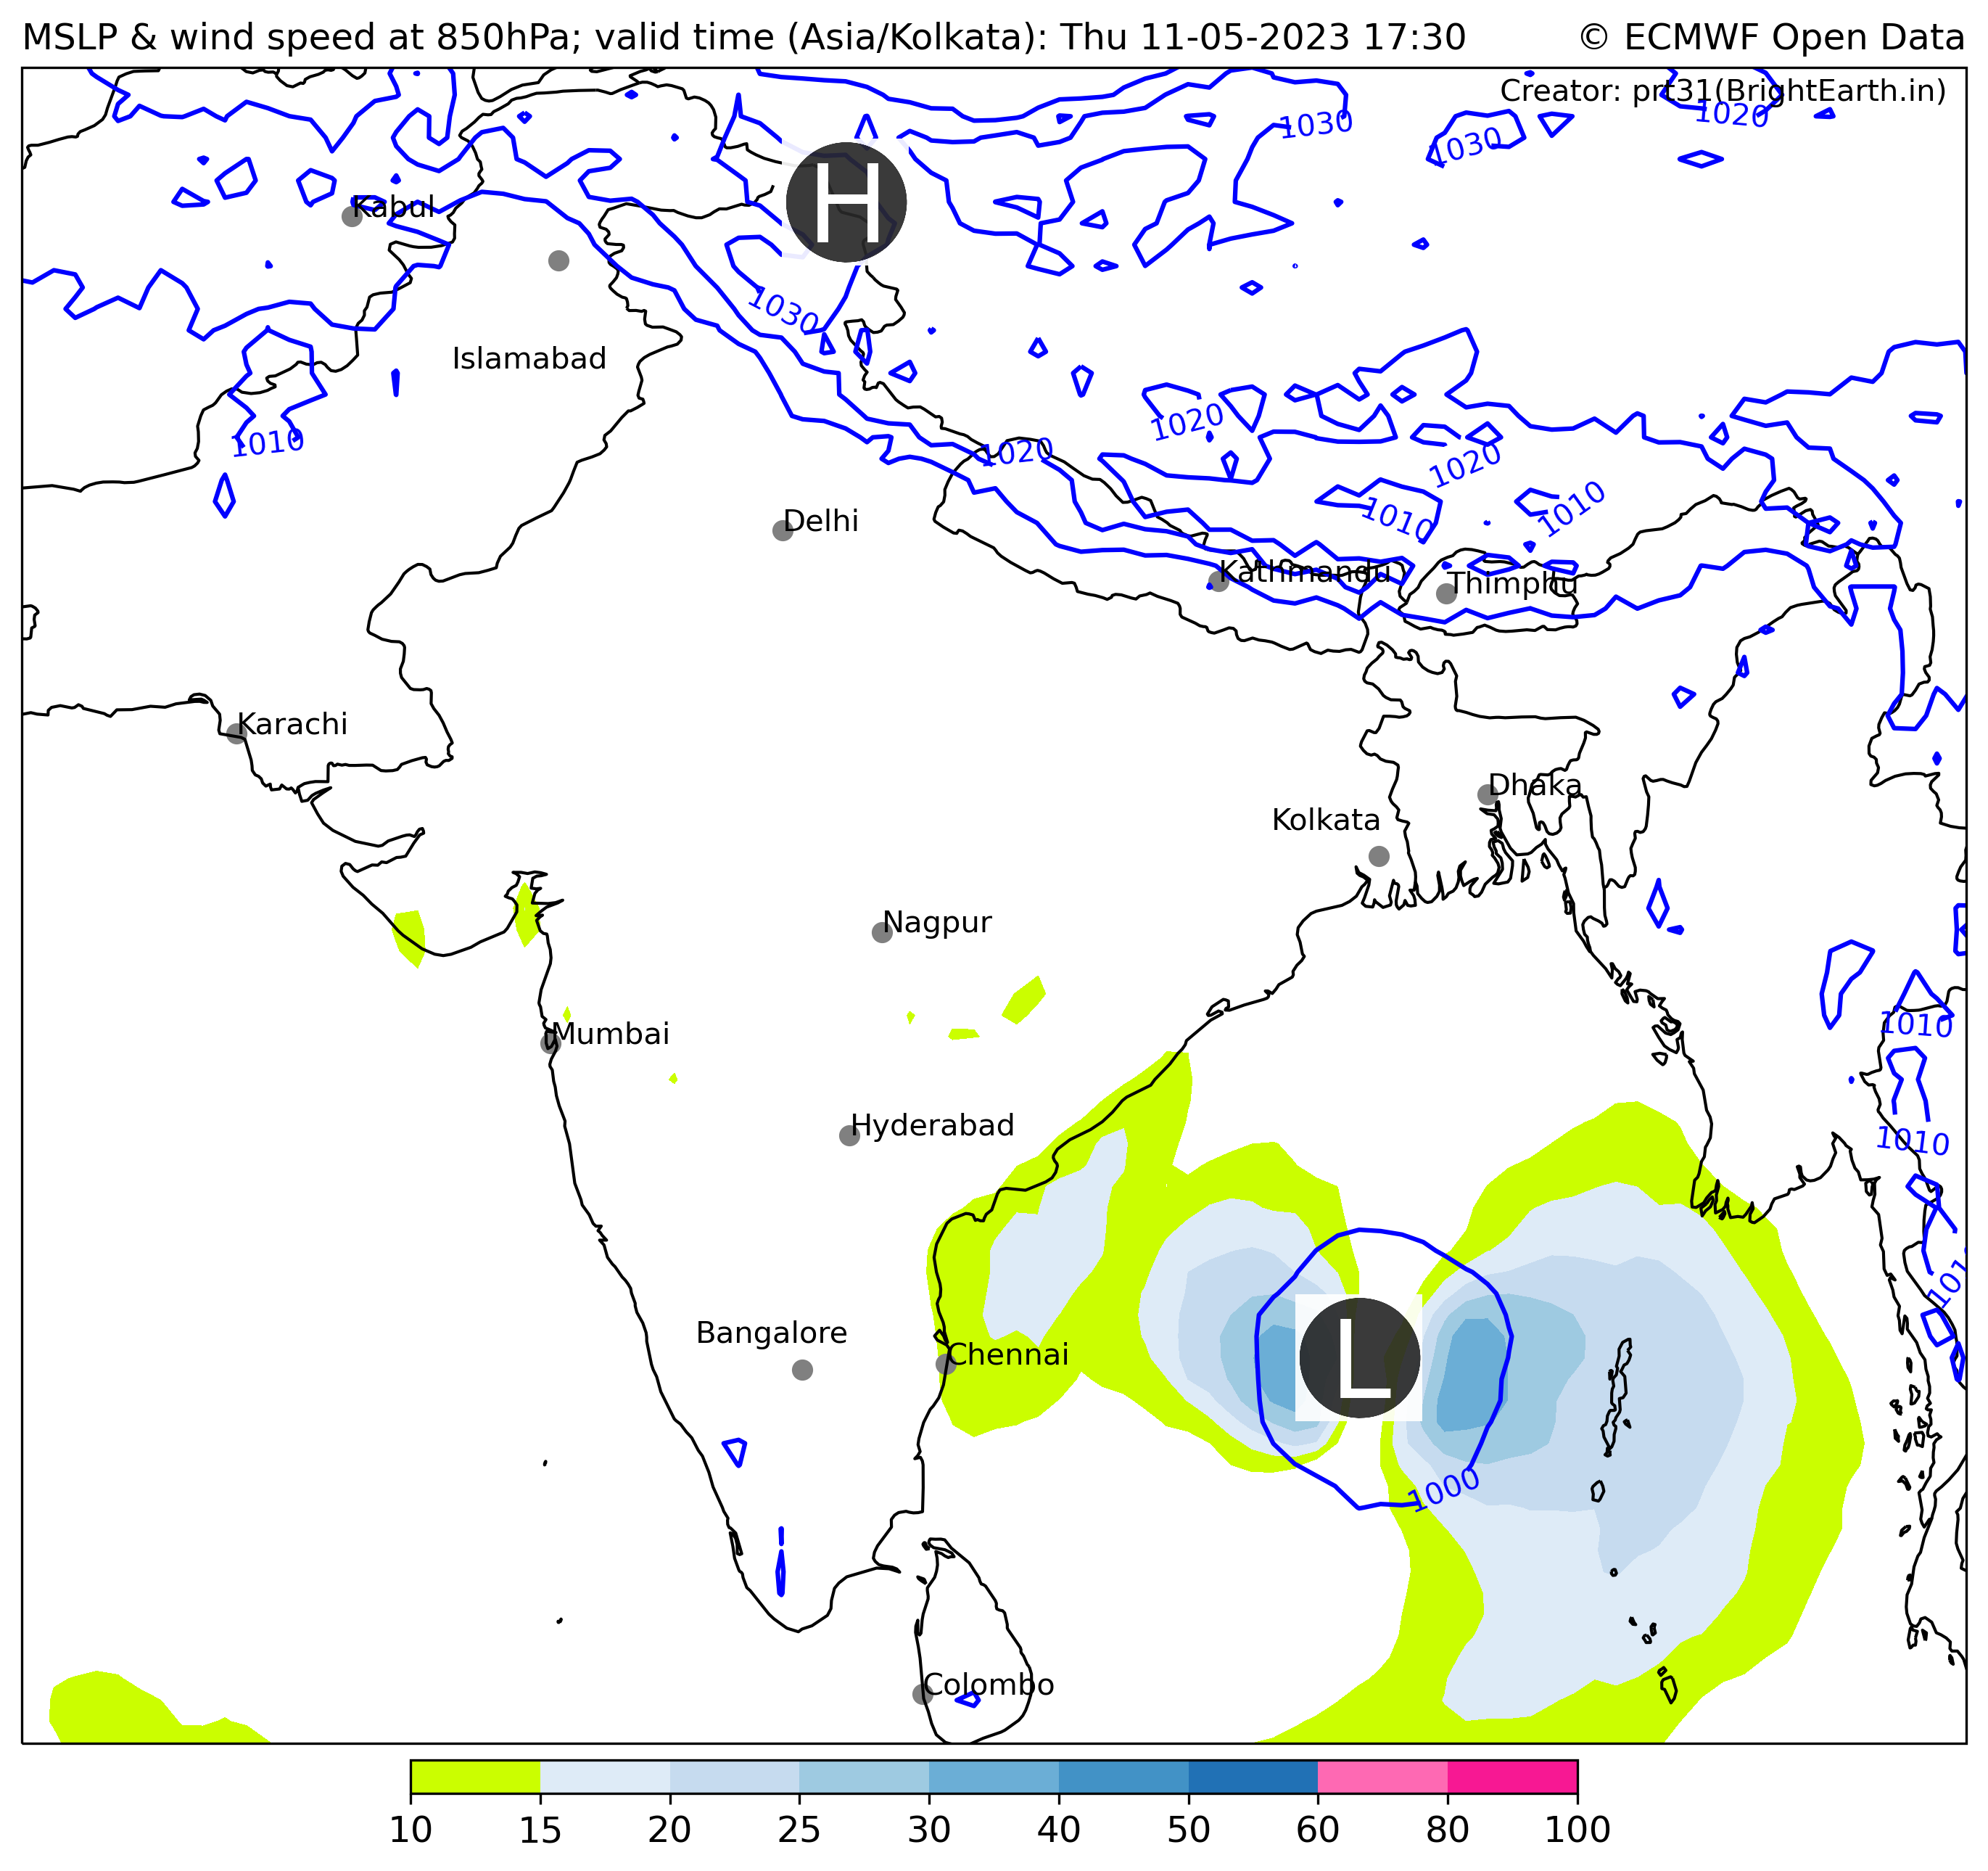 MSLP & wind speed at 850hPa; valid time (Asia/Kolkata): Thu 11-05-2023 17:30 © ECMWF Open Data
Creator: prt31(BrightEarth.in)
1020
1030
1030
H
Kabul
1030
Islamabad
1020
1010
1020
1020
1010
1010
Delhi
Kathmandu
Thimphu
Karachi
Dhaka
Kolkata
Nagpur
1010
Mumbai
Hyderabad
1010
101
Bangalore
Chennai
L
1000
Colombo
10 15 20 25 30 40 50 60 80 100